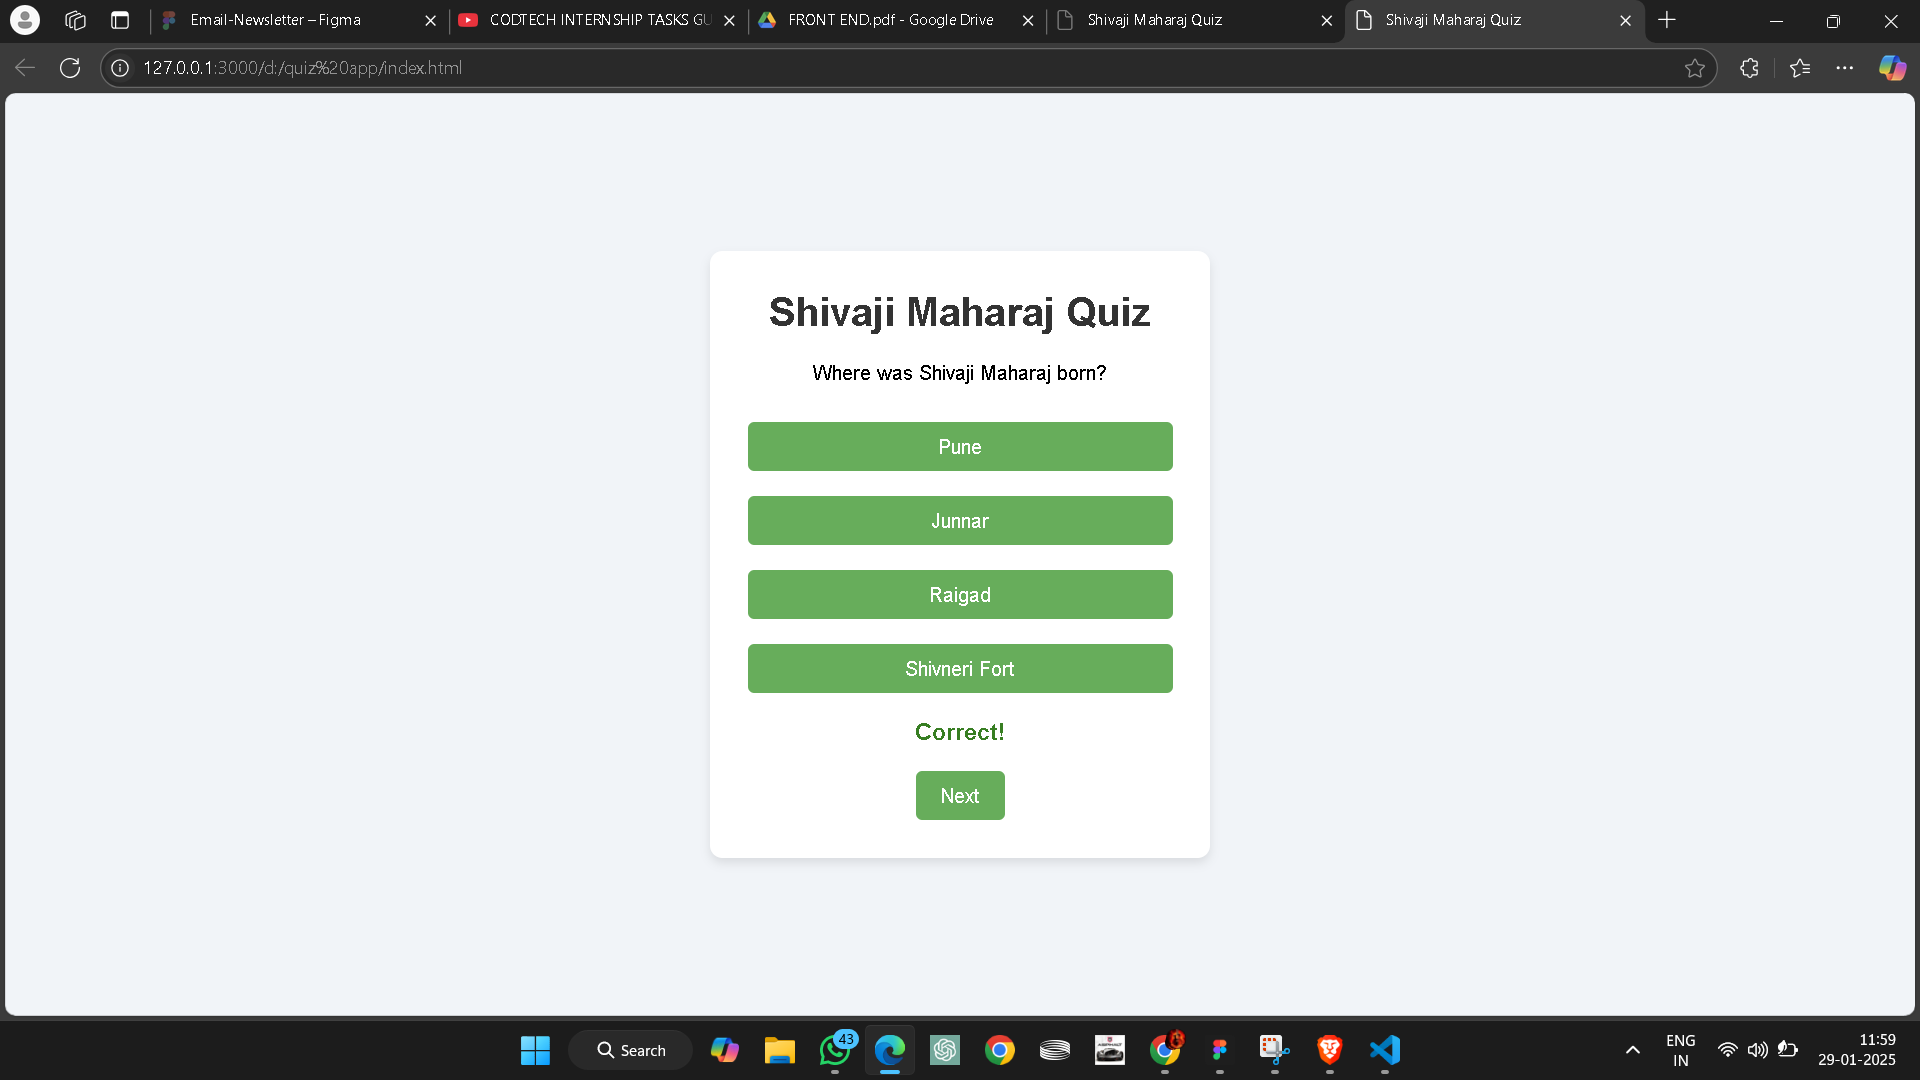 Email-Newsletter – Figma
CODTECH INTERNSHIP TASKS GU
FRONT END.pdf - Google Drive
Shivaji Maharaj Quiz
Shivaji Maharaj Quiz
127.0.0.1:3000/d:/quiz%20app/index.html
Shivaji Maharaj Quiz
Where was Shivaji Maharaj born?
Pune
Junnar
Raigad
Shivneri Fort
Correct!
Next
Search
43
ENG
IN
11:59
29-01-2025